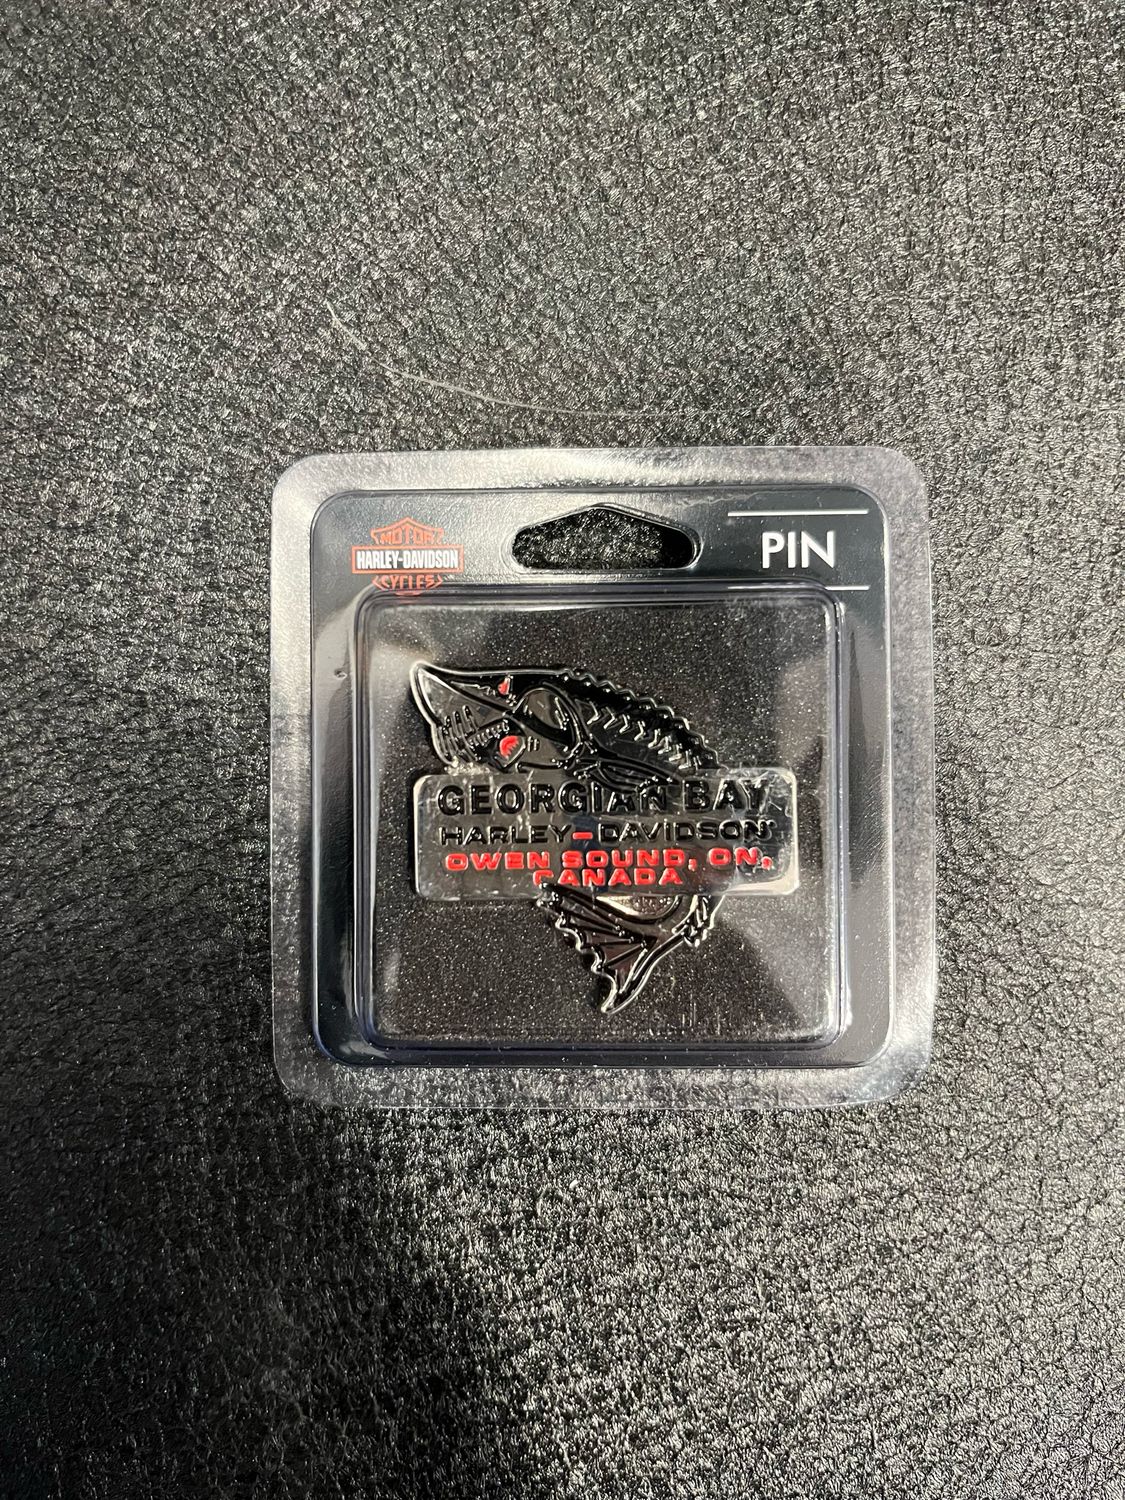 MOTOR
HARLEY-DAVIDSON
CYCLES
PIN
GEORGIAN BAY
HARLEY-DAVIDSON
OWEN SOUND, ON,
CANADA